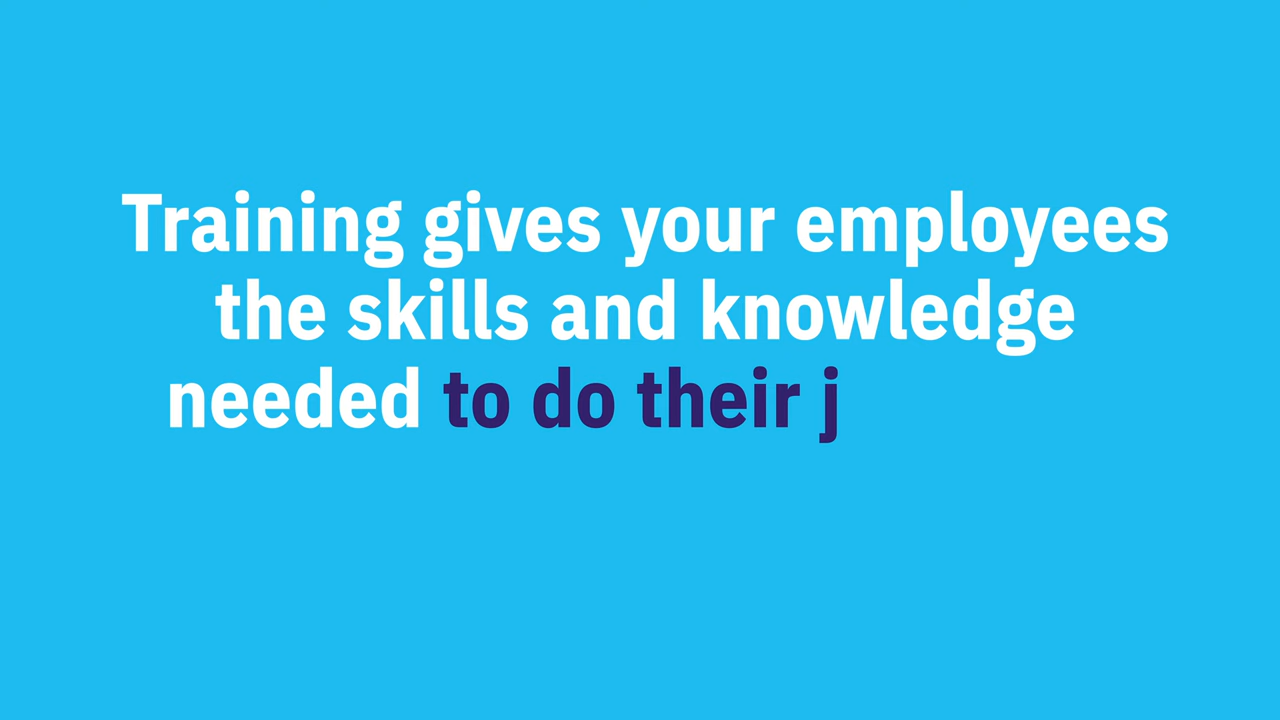 Training gives your employees
the skills and knowledge
needed to do their j